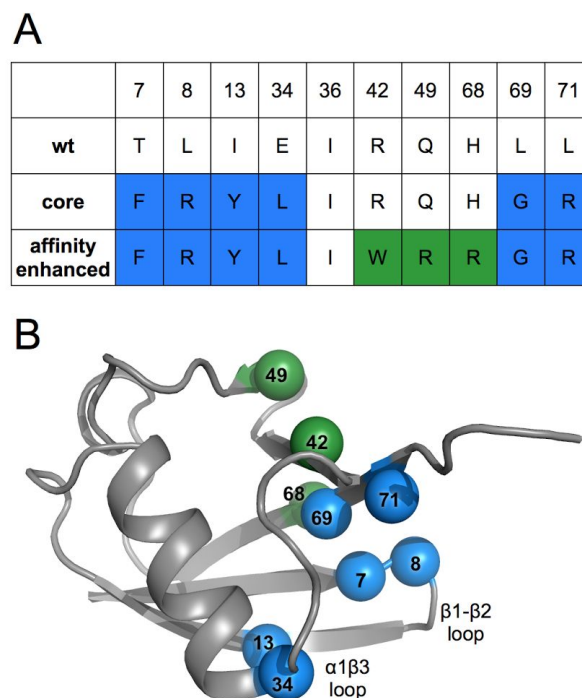 A
7 8 13 34 36 42 49 68 69 71
wt T L I E I R Q H L L
core F R Y L I R Q H G R
affinity
enhanced F R Y L I W R R G R
B
49
42
68
69 71
7 8
β1-β2
loop
13
α1β3
loop
34